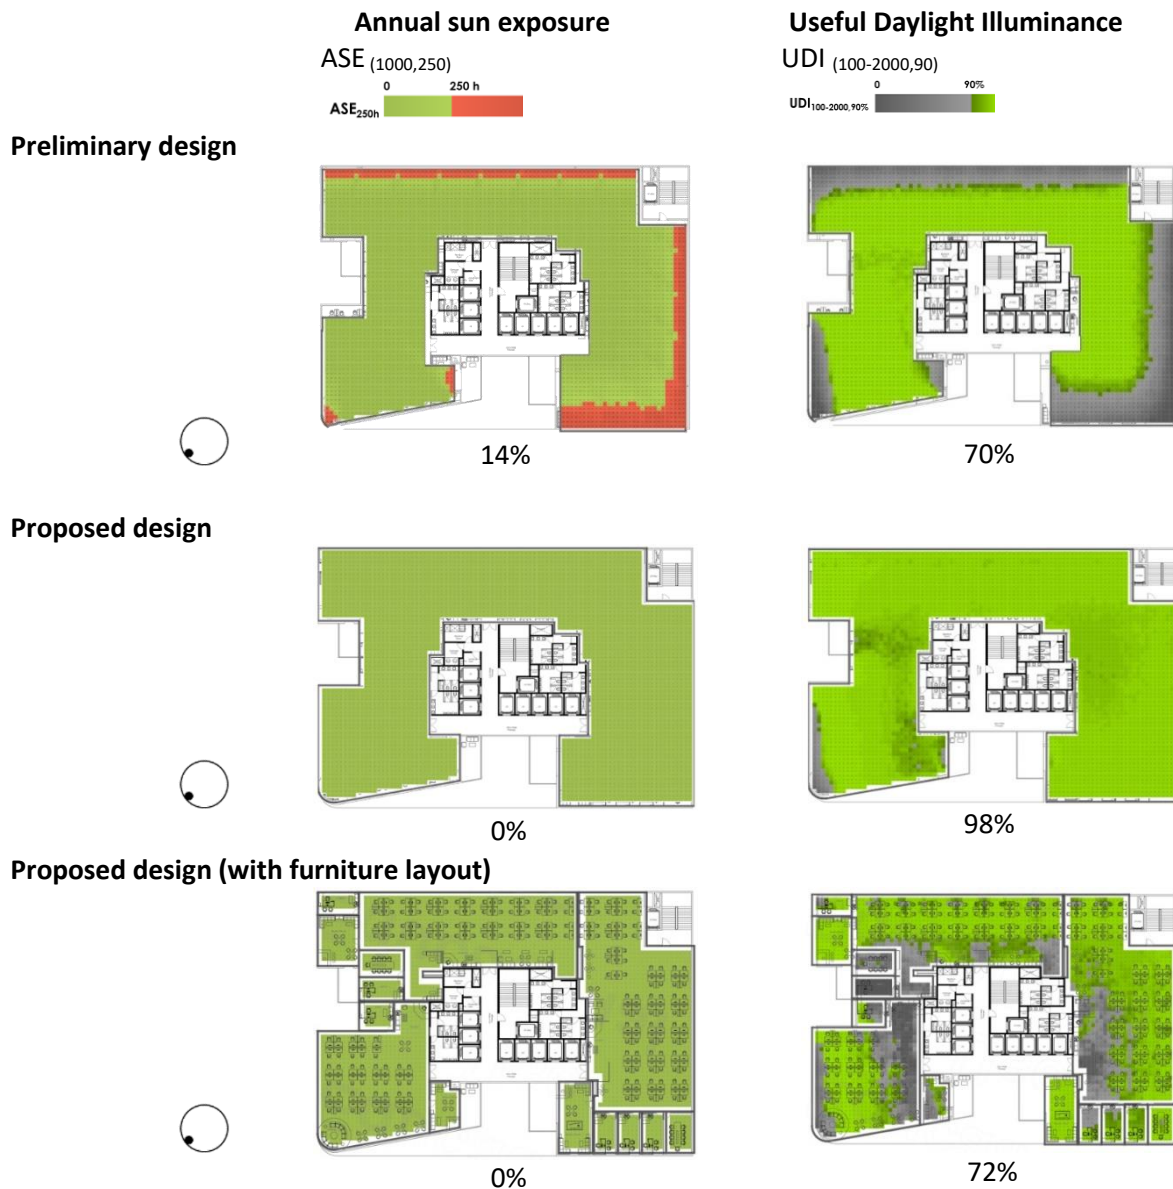 Annual sun exposure
Useful Daylight Illuminance
ASE (1000,250)
UDI (100-2000,90)
0 250 h
0 90%
ASE250h
UDI100-2000,90%
Preliminary design
14%
70%
Proposed design
0%
98%
Proposed design (with furniture layout)
0%
72%